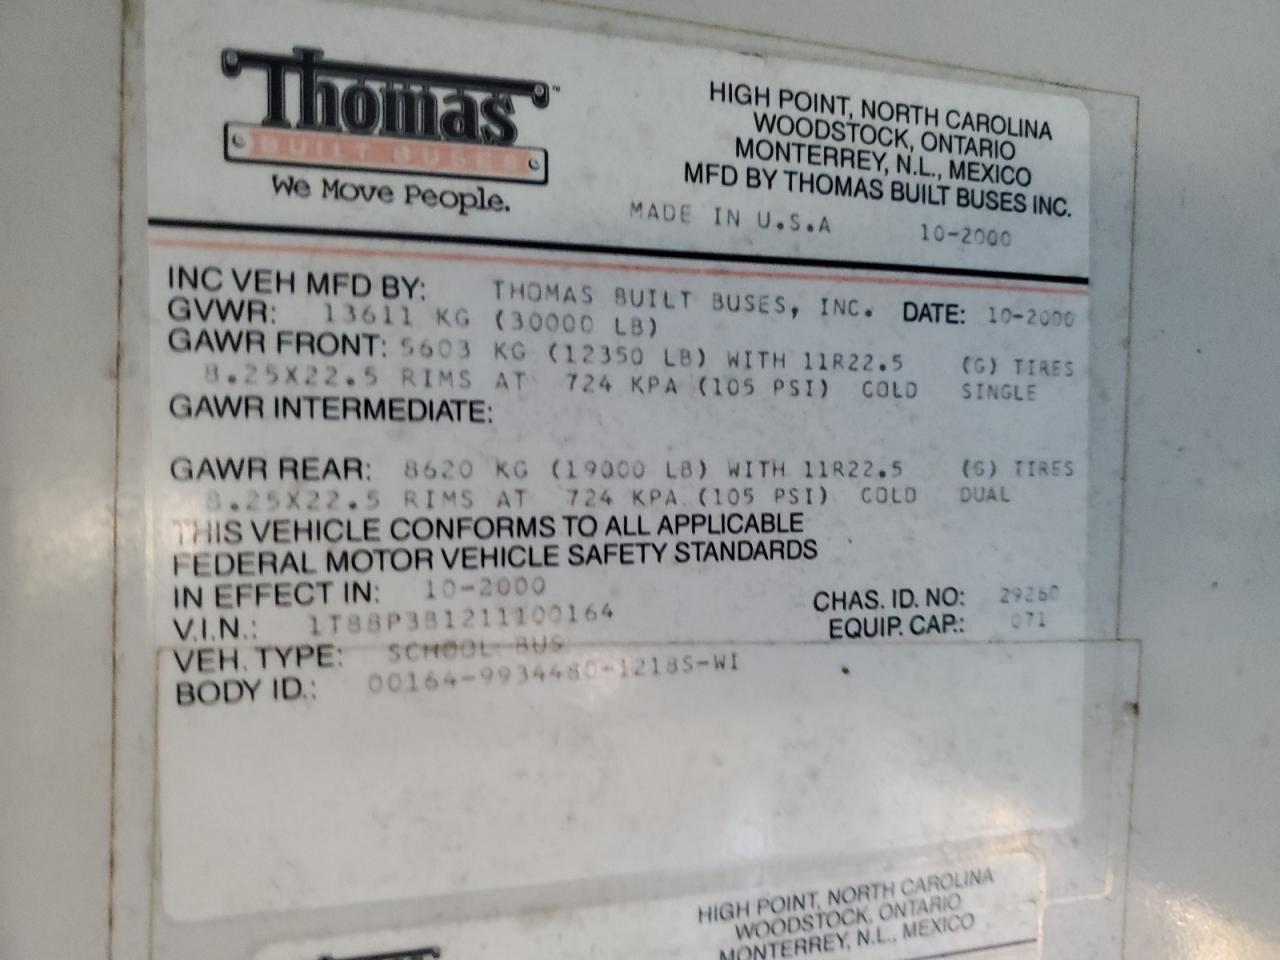 Thomas™
BUILT BUSES
We Move People.
HIGH POINT, NORTH CAROLINA
WOODSTOCK, ONTARIO
MONTERREY, N.L., MEXICO
MFD BY THOMAS BUILT BUSES INC.
MADE IN U.S.A 10-2000
INC VEH MFD BY: THOMAS BUILT BUSES, INC. DATE: 10-2000
GVWR: 13611 KG (30000 LB)
GAWR FRONT: 5603 KG (12350 LB) WITH 11R22.5 (G) TIRES
8.25X22.5 RIMS AT 724 KPA (105 PSI) COLD SINGLE
GAWR INTERMEDIATE:
GAWR REAR: 8620 KG (19000 LB) WITH 11R22.5 (G) TIRES
8.25X22.5 RIMS AT 724 KPA (105 PSI) COLD DUAL
THIS VEHICLE CONFORMS TO ALL APPLICABLE
FEDERAL MOTOR VEHICLE SAFETY STANDARDS
IN EFFECT IN: 10-2000
V.I.N.: 1T88P3B1211100164
CHAS. ID. NO: 29260
VEH. TYPE: SCHOOL BUS
EQUIP. CAP.: 071
BODY ID.: 00164-9934480-1218S-WI
HIGH POINT, NORTH CAROLINA
WOODSTOCK, ONTARIO
MONTERREY, N.L., MEXICO